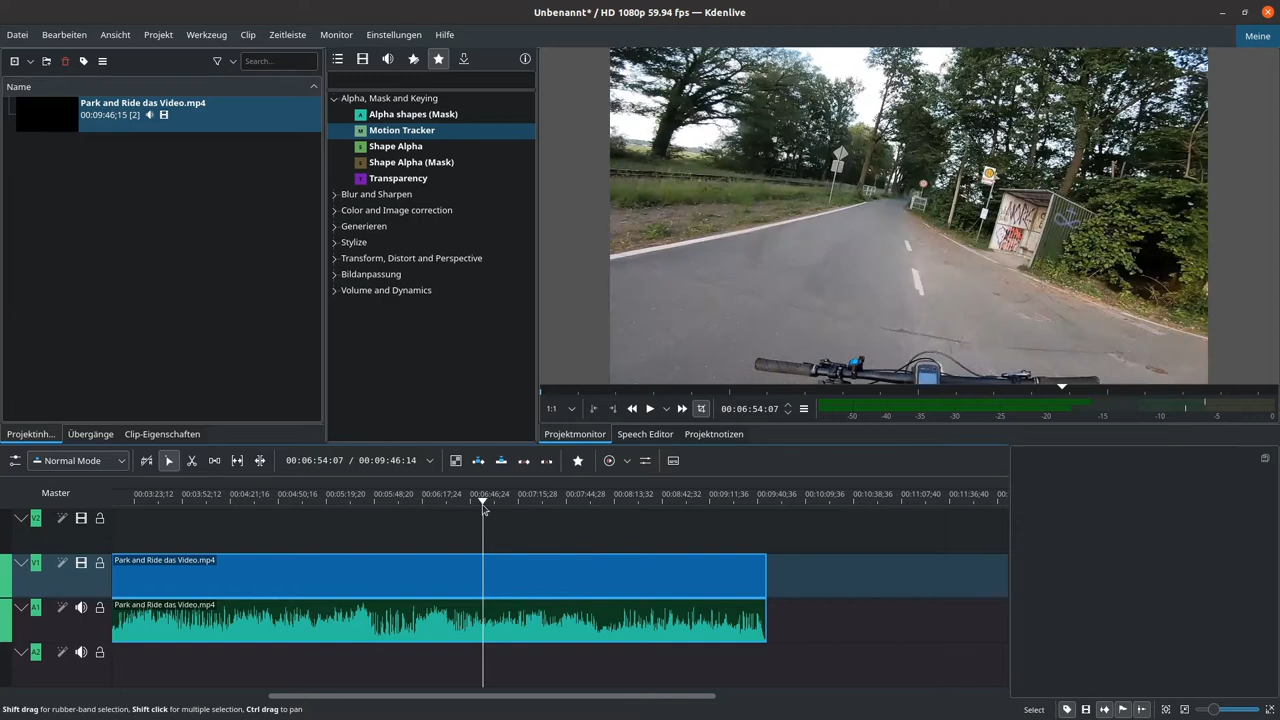 Unbenannt* / HD 1080p 59.94 fps — Kdenlive
Datei Bearbeiten Ansicht Projekt Werkzeug Clip Zeitleiste Monitor Einstellungen Hilfe Meine
Search...
Name
Park and Ride das Video.mp4
00:09:46;15 [2]
Alpha, Mask and Keying
Alpha shapes (Mask)
Motion Tracker
Shape Alpha
Shape Alpha (Mask)
Transparency
Blur and Sharpen
Color and Image correction
Generieren
Stylize
Transform, Distort and Perspective
Bildanpassung
Volume and Dynamics
1:1 00:06:54:07 -50 -40 -30 -20 -15 -10 -5 0
Projektinh... Übergänge Clip-Eigenschaften Projektmonitor Speech Editor Projektnotizen
Normal Mode 00:06:54:07 / 00:09:46:14
Master 00:03:23;12 00:03:52;12 00:04:21;16 00:04:50;16 00:05:19;20 00:05:48;20 00:06:17;24 00:06:46;24 00:07:15;28 00:07:44;28 00:08:13;32 00:08:42;32 00:09:11;36 00:09:40;36 00:10:09;36 00:10:38;36 00:11:07;40 00:11:36;40 00:
V2
V1 Park and Ride das Video.mp4
A1 Park and Ride das Video.mp4
A2
Shift drag for rubber-band selection, Shift click for multiple selection, Ctrl drag to pan Select